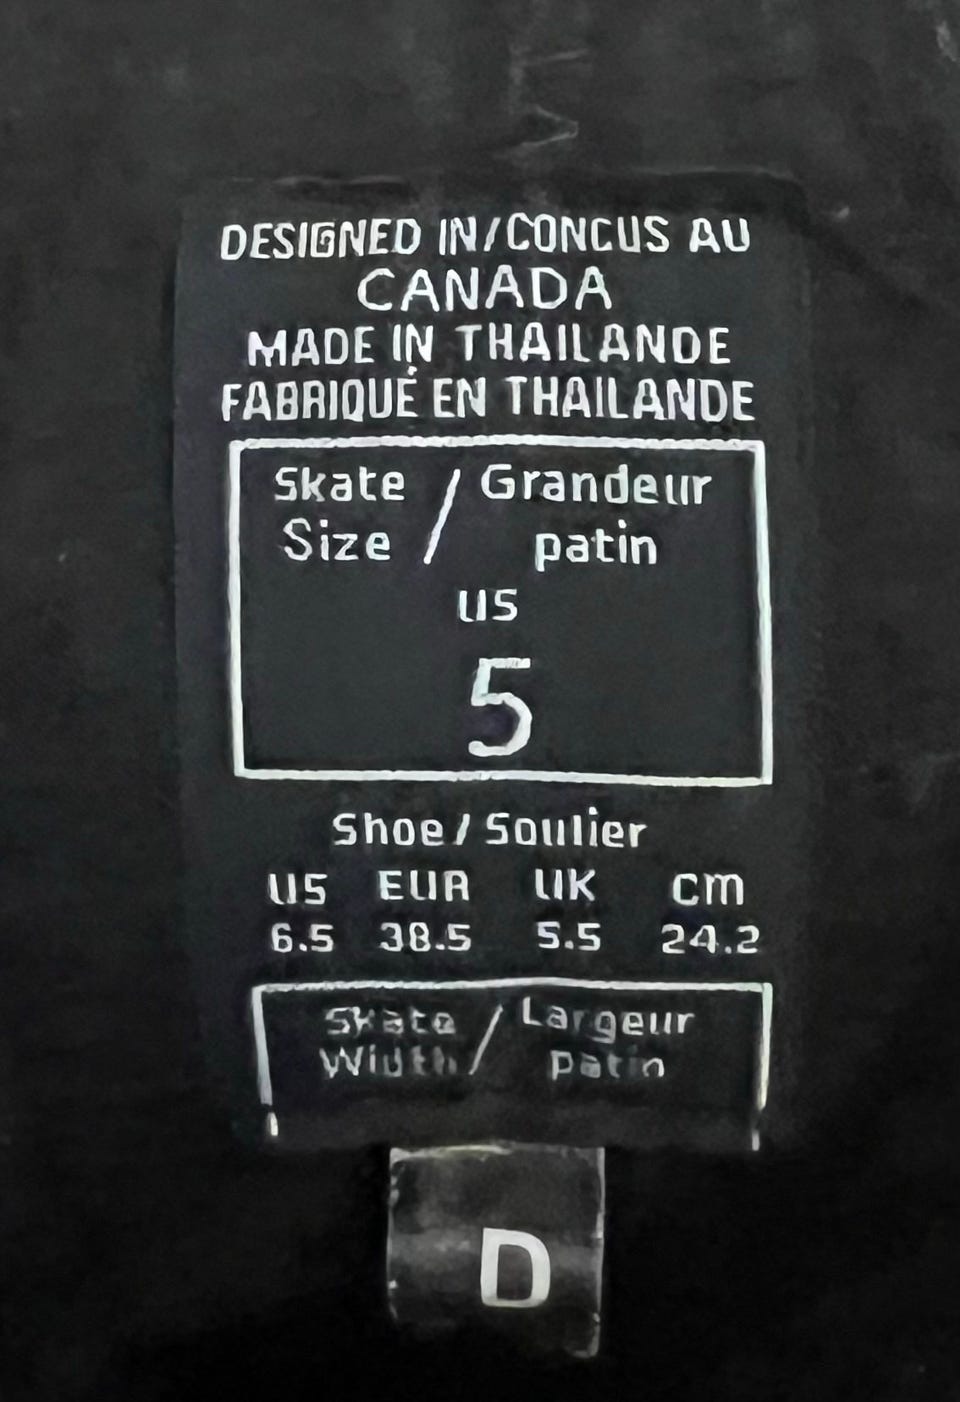 DESIGNED IN/CONCUS AU
CANADA
MADE IN THAILANDE
FABRIQUÉ EN THAILANDE
Skate / Grandeur
Size patin
US
5
Shoe / Soulier
US EUR UK cm
6.5 38.5 5.5 24.2
Skate / Largeur
Width patin
D